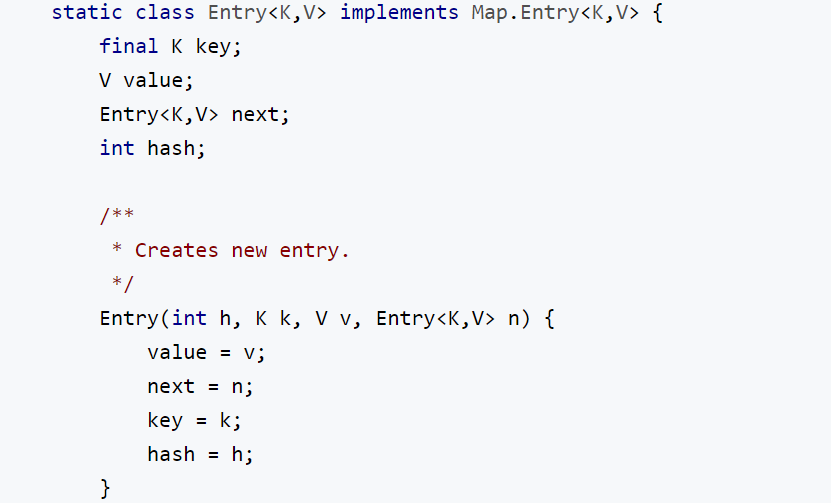 static class Entry<K,V> implements Map.Entry<K,V> {
    final K key;
    V value;
    Entry<K,V> next;
    int hash;

    /**
     * Creates new entry.
     */
    Entry(int h, K k, V v, Entry<K,V> n) {
        value = v;
        next = n;
        key = k;
        hash = h;
    }